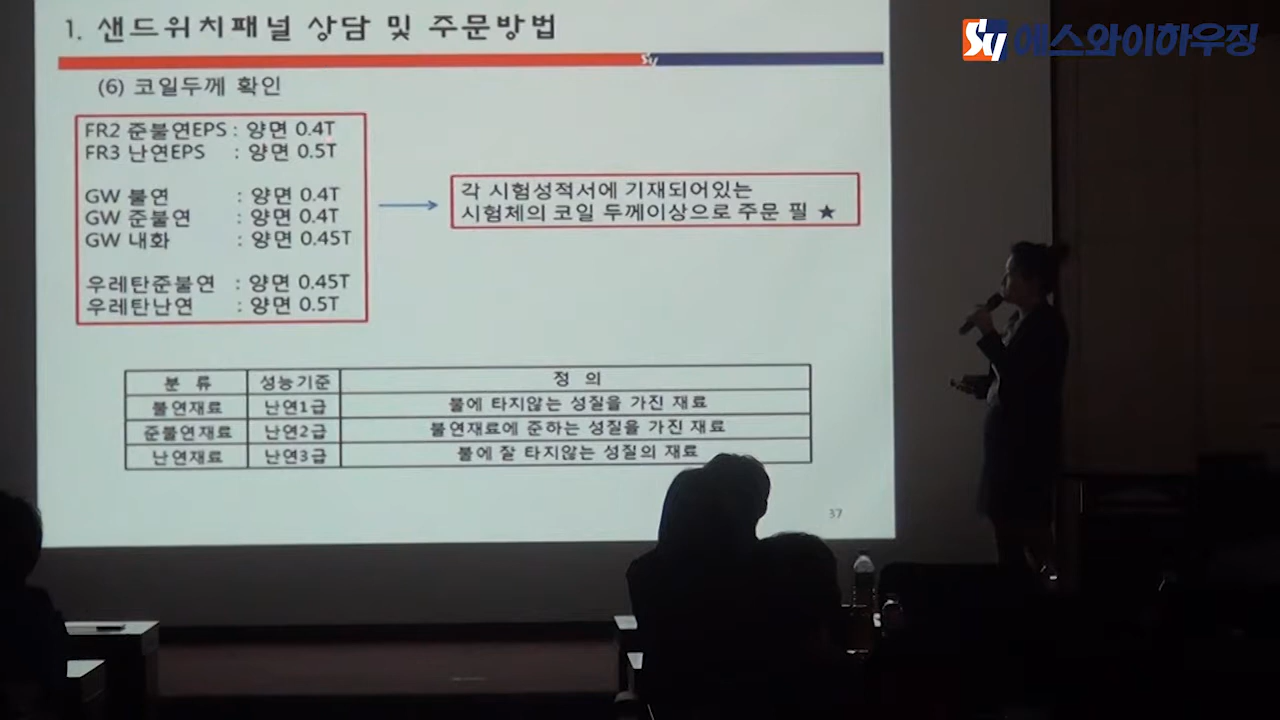 1. 샌드위치패널 상담 및 주문방법
SY 에스와이하우징
SY
(6) 코일두께 확인
FR2 준불연EPS : 양면 0.4T
FR3 난연EPS : 양면 0.5T
GW 불연 : 양면 0.4T
GW 준불연 : 양면 0.4T
GW 내화 : 양면 0.45T
우레탄준불연 : 양면 0.45T
우레탄난연 : 양면 0.5T
각 시험성적서에 기재되어있는
시험체의 코일 두께이상으로 주문 필 ★
분 류 성능기준 정 의
불연재료 난연1급 불에 타지않는 성질을 가진 재료
준불연재료 난연2급 불연재료에 준하는 성질을 가진 재료
난연재료 난연3급 불에 잘 타지않는 성질의 재료
37